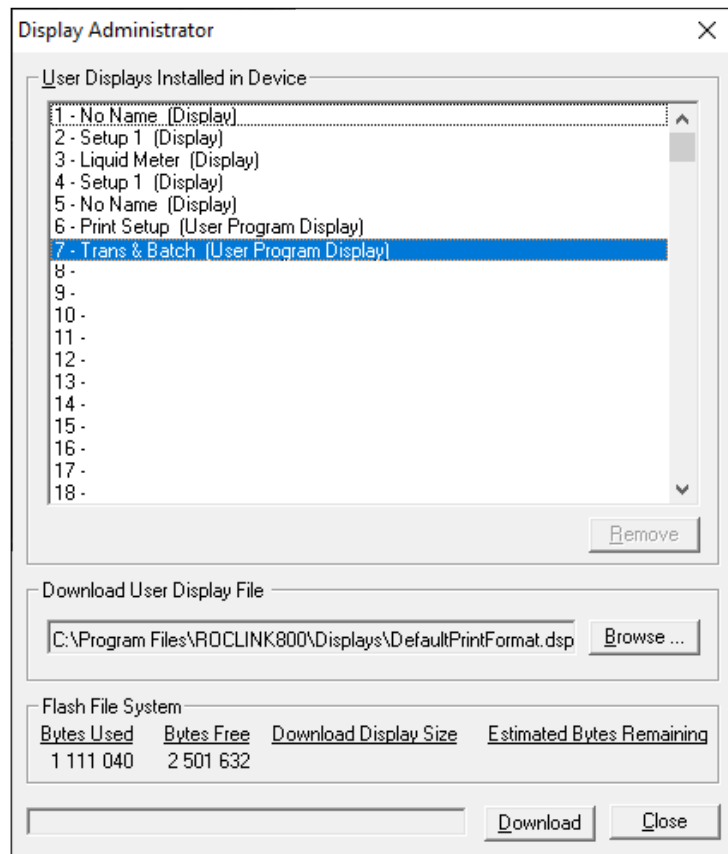 Display Administrator
User Displays Installed in Device
1 - No Name (Display)
2 - Setup 1 (Display)
3 - Liquid Meter (Display)
4 - Setup 1 (Display)
5 - No Name (Display)
6 - Print Setup (User Program Display)
7 - Trans & Batch (User Program Display)
8 -
9 -
10 -
11 -
12 -
13 -
14 -
15 -
16 -
17 -
18 -
Remove
Download User Display File
C:\Program Files\ROCLINK800\Displays\DefaultPrintFormat.dsp Browse ...
Flash File System
Bytes Used Bytes Free Download Display Size Estimated Bytes Remaining
1 111 040 2 501 632
Download Close